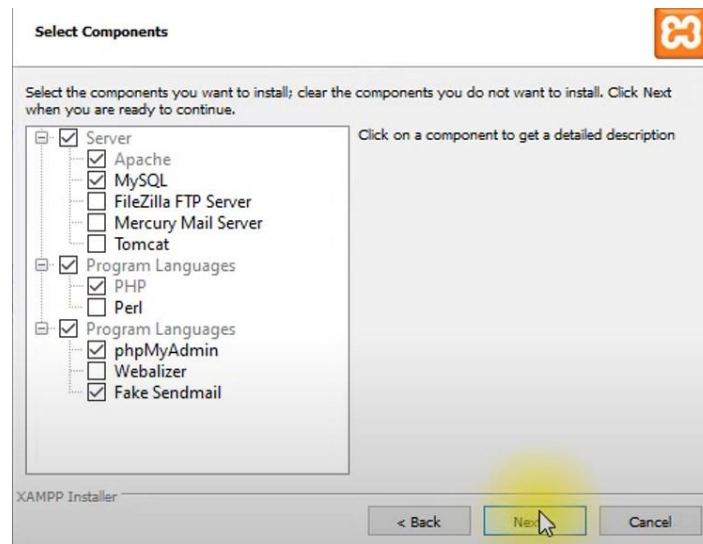 Select Components
Select the components you want to install; clear the components you do not want to install. Click Next
when you are ready to continue.
Server
Apache
MySQL
FileZilla FTP Server
Mercury Mail Server
Tomcat
Program Languages
PHP
Perl
Program Languages
phpMyAdmin
Webalizer
Fake Sendmail
Click on a component to get a detailed description
XAMPP Installer
< Back
Next
Cancel